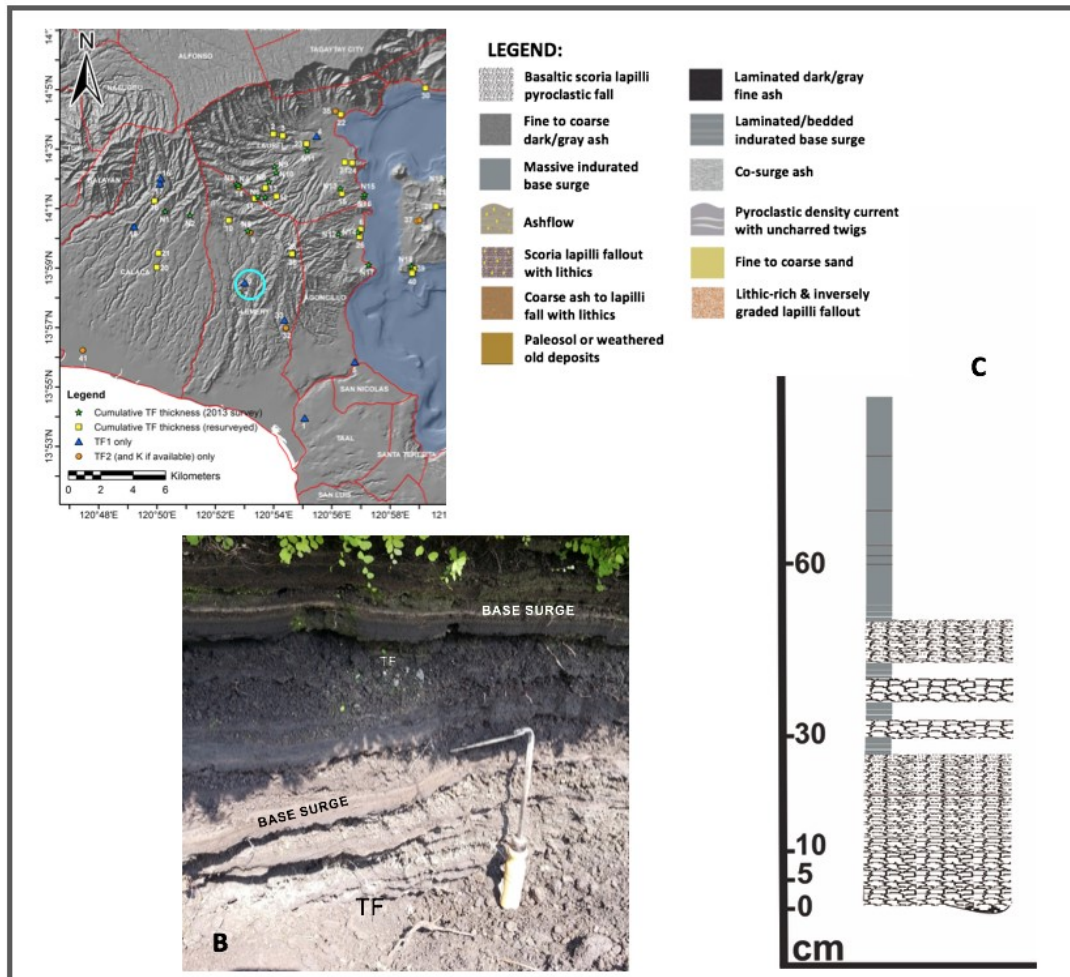 N
ALFONSO
TAGAYTAY CITY
NASUGBU
LAUREL
BALAYAN
CALACA
LEMERY
AGONCILLO
SAN NICOLAS
TAAL
SANTA TERESITA
SAN LUIS
14°5'N
14°3'N
14°1'N
13°59'N
13°57'N
13°55'N
13°53'N
Legend
Cumulative TF thickness (2013 survey)
Cumulative TF thickness (resurveyed)
TF1 only
TF2 (and K if available) only
0 2 4 6 Kilometers
120°48'E 120°50'E 120°52'E 120°54'E 120°56'E 120°58'E
LEGEND:
Basaltic scoria lapilli
pyroclastic fall
Fine to coarse
dark/gray ash
Massive indurated
base surge
Ashflow
Scoria lapilli fallout
with lithics
Coarse ash to lapilli
fall with lithics
Paleosol or weathered
old deposits
Laminated dark/gray
fine ash
Laminated/bedded
indurated base surge
Co-surge ash
Pyroclastic density current
with uncharred twigs
Fine to coarse sand
Lithic-rich & inversely
graded lapilli fallout
BASE SURGE
TF
BASE SURGE
TF
B
C
60
30
10
5
0
cm